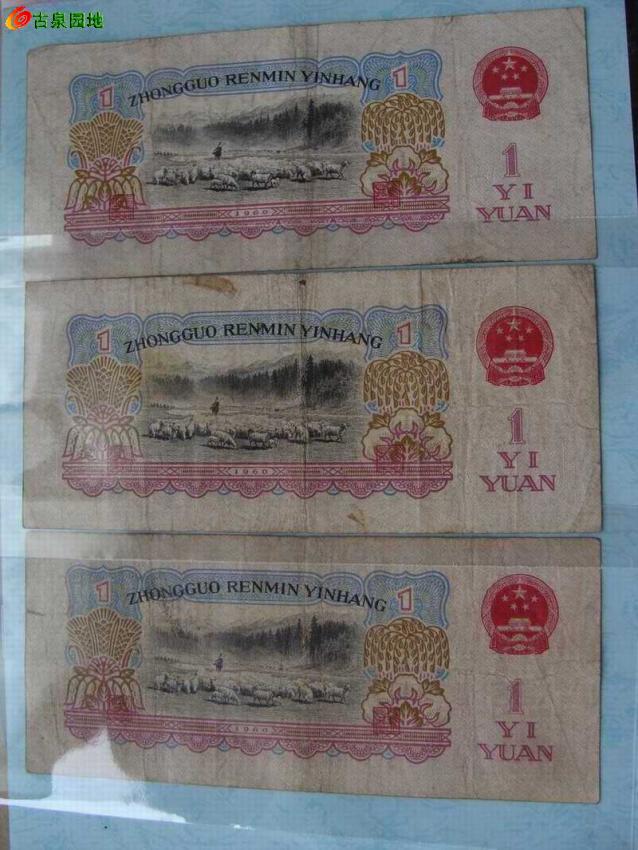 古泉园地
1 ZHONGGUO RENMIN YINHANG 1
1960
1
YI
YUAN
1 ZHONGGUO RENMIN YINHANG 1
1960
1
YI
YUAN
1 ZHONGGUO RENMIN YINHANG 1
1960
1
YI
YUAN